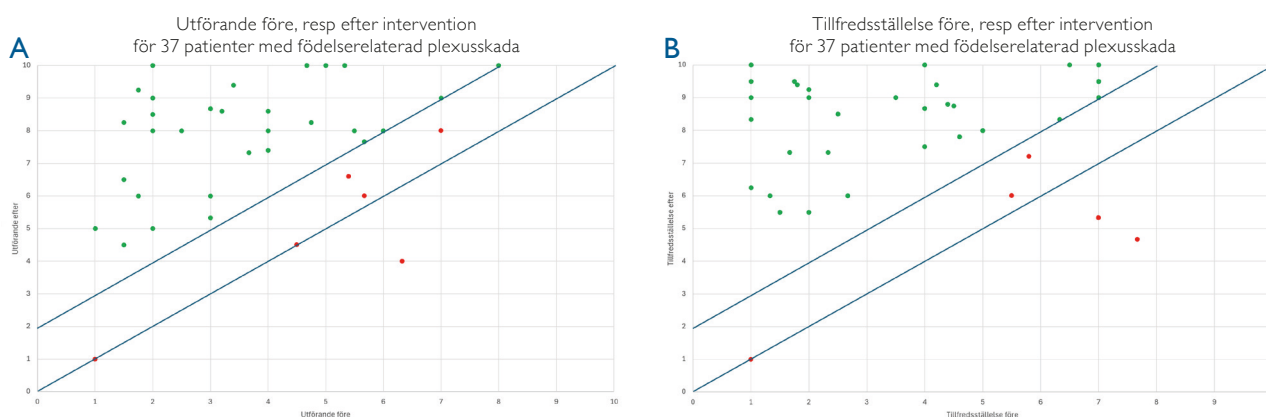 Utförande före, resp efter intervention
för 37 patienter med födelserelaterad plexusskada
A
10
9
8
7
6
5
4
3
2
1
0
Utförande efter
0 1 2 3 4 5 6 7 8 9 10
Utförande före
Tillfredsställelse före, resp efter intervention
för 37 patienter med födelserelaterad plexusskada
B
10
9
8
7
6
5
4
3
2
1
0
Tillfredsställelse efter
0 1 2 3 4 5 6 7 8 9
Tillfredsställelse före